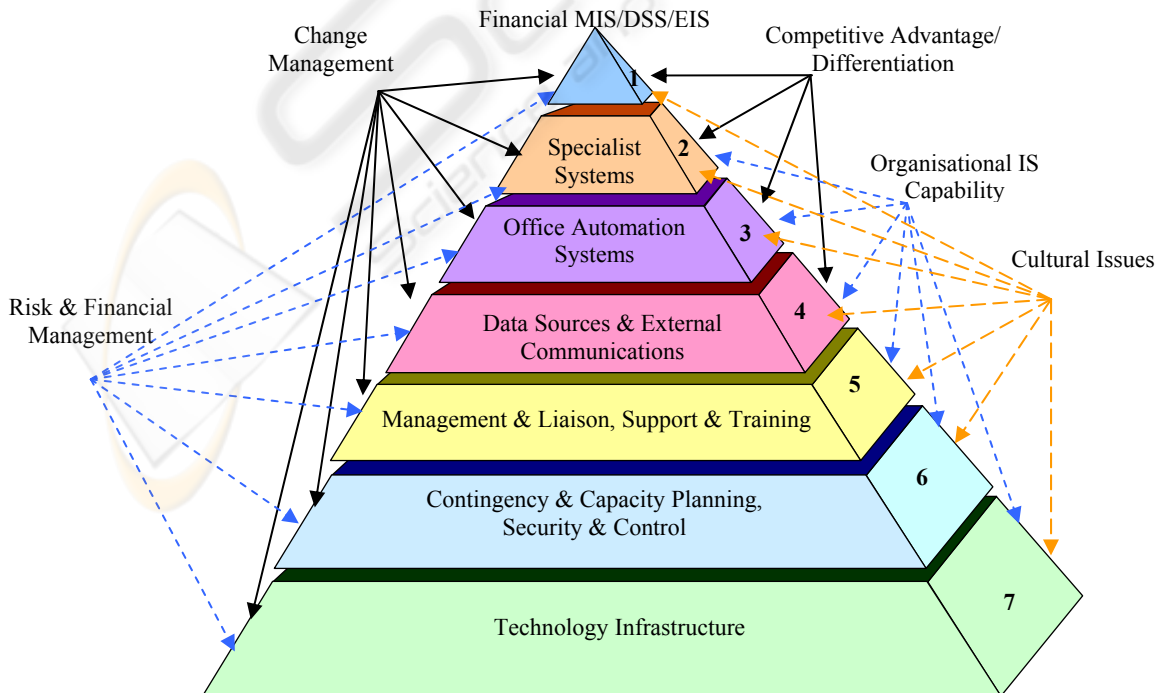 Financial MIS/DSS/EIS
Change
Management
Competitive Advantage/
Differentiation
1
Specialist
Systems
2
Organisational IS
Capability
Office Automation
Systems
3
Cultural Issues
Risk & Financial
Management
Data Sources & External
Communications
4
Management & Liaison, Support & Training
5
Contingency & Capacity Planning,
Security & Control
6
Technology Infrastructure
7